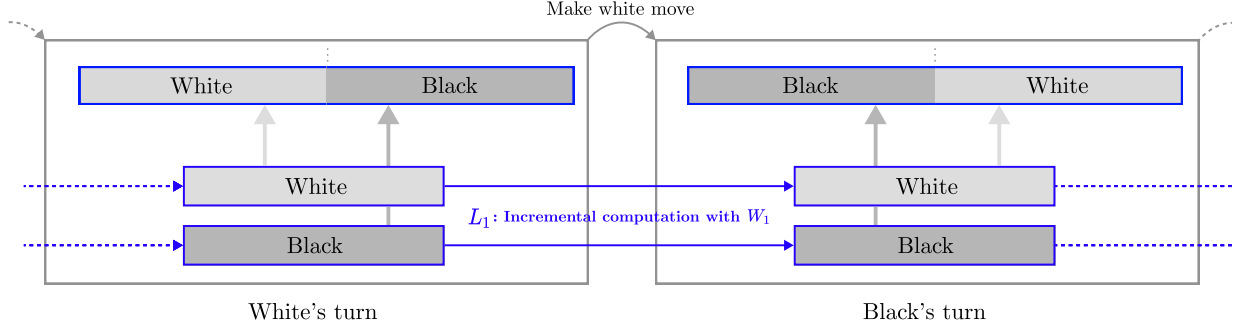 Make white move
White Black
Black White
White
White
L1: Incremental computation with W1
Black
Black
White's turn
Black's turn